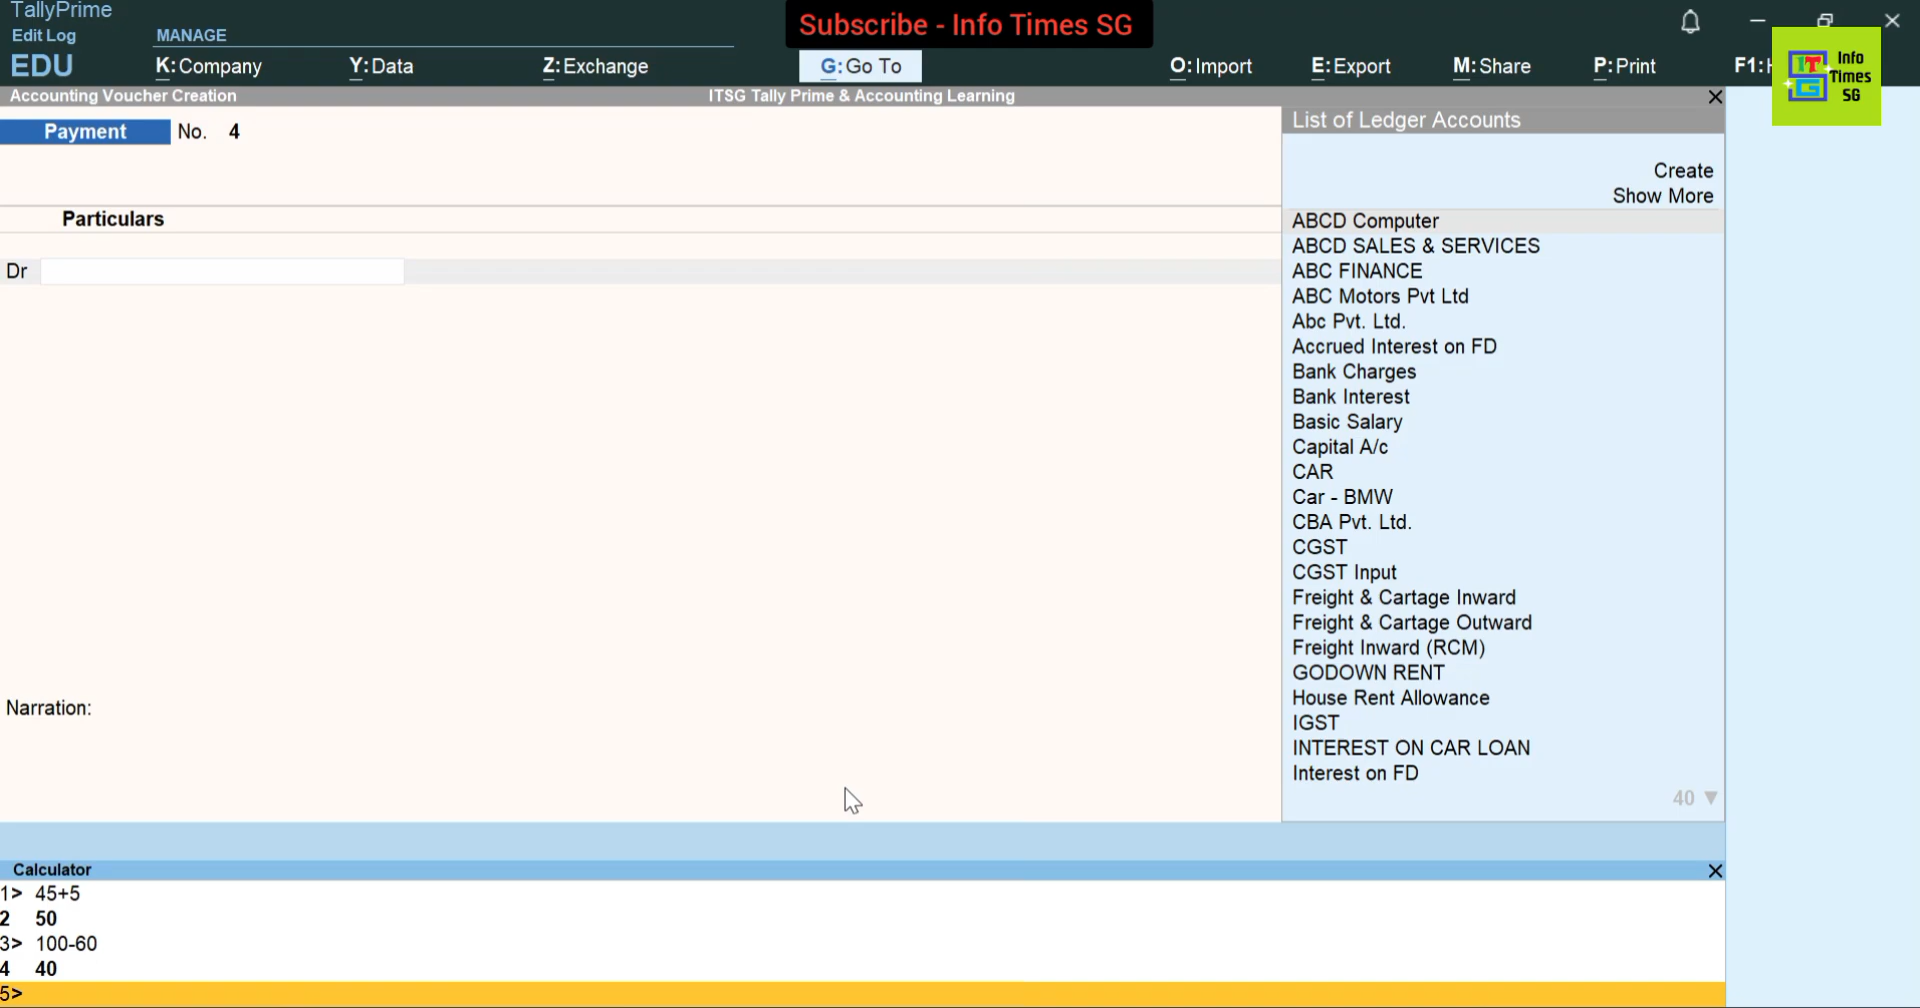 TallyPrime
Edit Log
EDU
MANAGE
Subscribe - Info Times SG
K:Company Y:Data Z:Exchange G:Go To O:Import E:Export M:Share P:Print F1:
Info
Times
SG
Accounting Voucher Creation ITSG Tally Prime & Accounting Learning
Payment No. 4
Particulars
Dr
Narration:
List of Ledger Accounts
Create
Show More
ABCD Computer
ABCD SALES & SERVICES
ABC FINANCE
ABC Motors Pvt Ltd
Abc Pvt. Ltd.
Accrued Interest on FD
Bank Charges
Bank Interest
Basic Salary
Capital A/c
CAR
Car - BMW
CBA Pvt. Ltd.
CGST
CGST Input
Freight & Cartage Inward
Freight & Cartage Outward
Freight Inward (RCM)
GODOWN RENT
House Rent Allowance
IGST
INTEREST ON CAR LOAN
Interest on FD
40 ▼
Calculator
1> 45+5
2 50
3> 100-60
4 40
5>